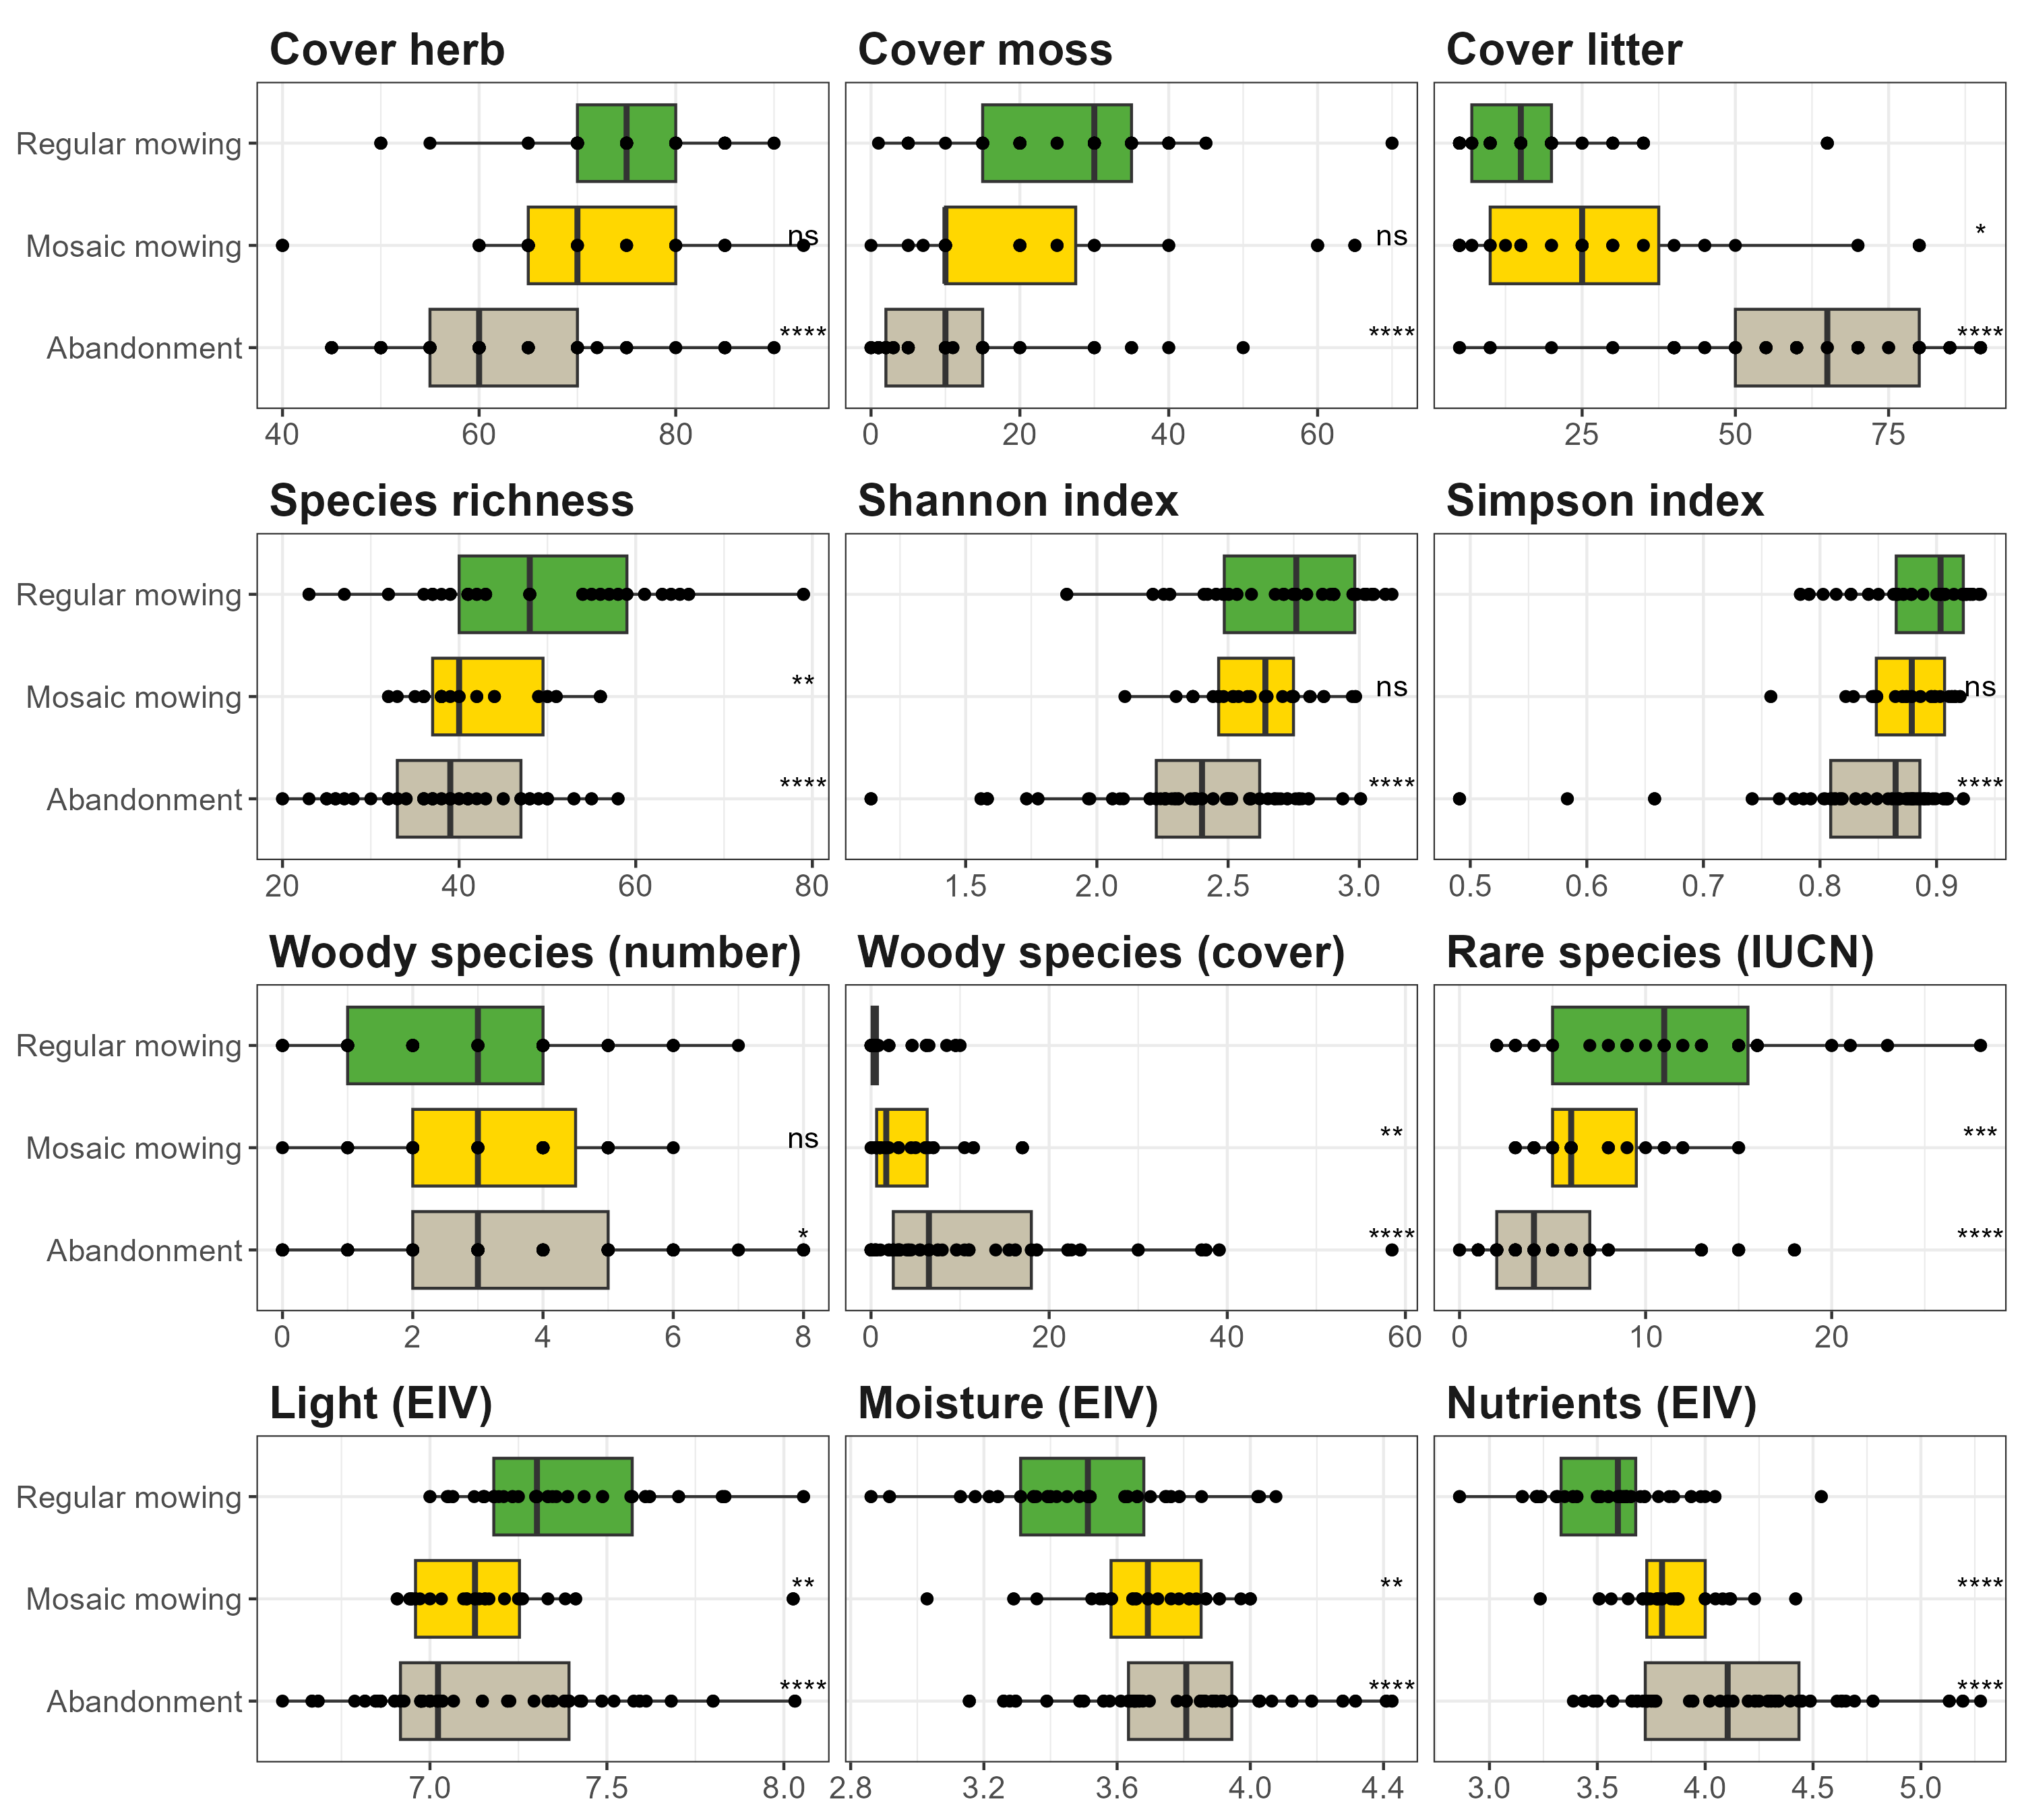 Cover herb Cover moss Cover litter
Regular mowing
Mosaic mowing ns ns *
Abandonment **** **** ****
40 60 80 0 20 40 60 25 50 75
Species richness Shannon index Simpson index
Regular mowing
Mosaic mowing ** ns ns
Abandonment **** **** ****
20 40 60 80 1.5 2.0 2.5 3.0 0.5 0.6 0.7 0.8 0.9
Woody species (number) Woody species (cover) Rare species (IUCN)
Regular mowing
Mosaic mowing ns ** ***
Abandonment * **** ****
0 2 4 6 8 0 20 40 60 0 10 20
Light (EIV) Moisture (EIV) Nutrients (EIV)
Regular mowing
Mosaic mowing ** ** ****
Abandonment **** **** ****
7.0 7.5 8.0 2.8 3.2 3.6 4.0 4.4 3.0 3.5 4.0 4.5 5.0